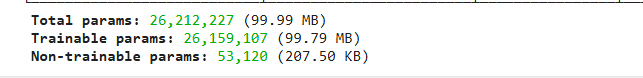 Total params: 26,212,227 (99.99 MB)
Trainable params: 26,159,107 (99.79 MB)
Non-trainable params: 53,120 (207.50 KB)